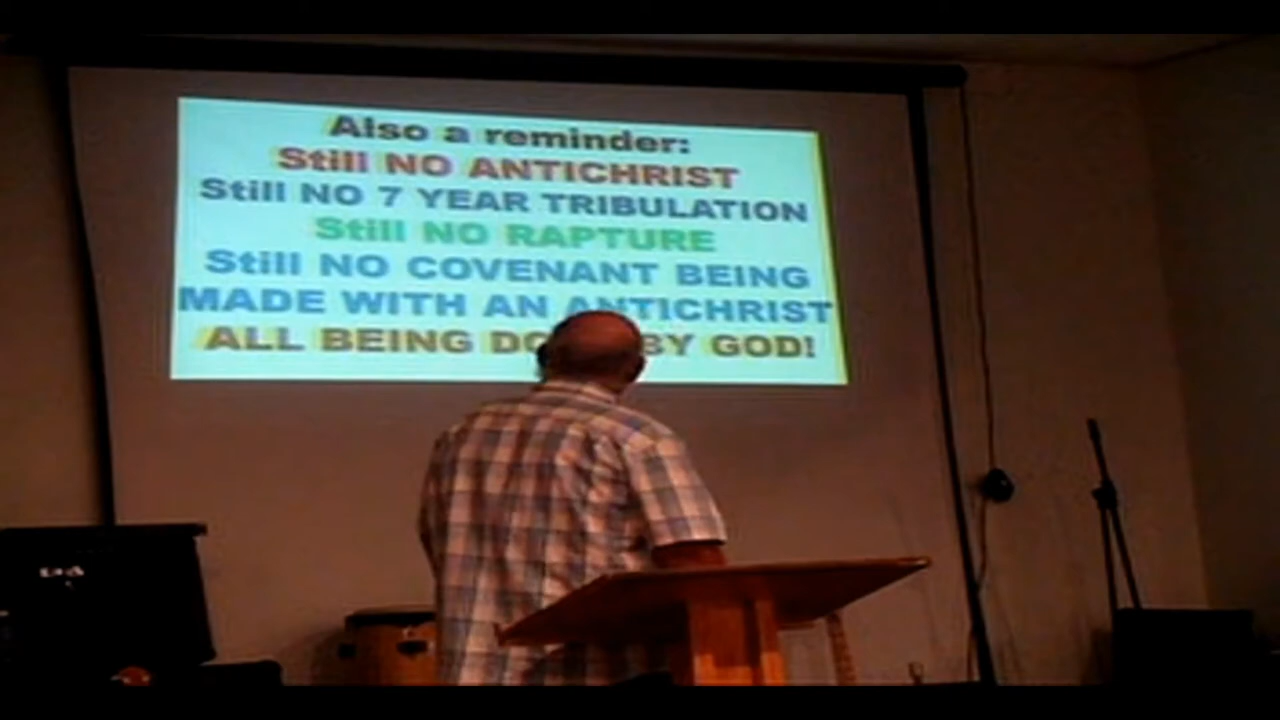 Also a reminder:
Still NO ANTICHRIST
Still NO 7 YEAR TRIBULATION
Still NO RAPTURE
Still NO COVENANT BEING
MADE WITH AN ANTICHRIST
ALL BEING BY GOD!